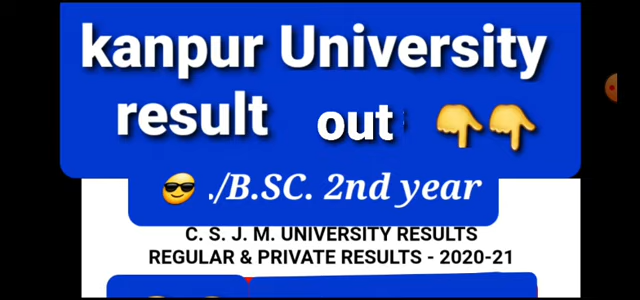 kanpur University
result out 👇👇
😎 ./B.SC. 2nd year
C. S. J. M. UNIVERSITY RESULTS
REGULAR & PRIVATE RESULTS - 2020-21